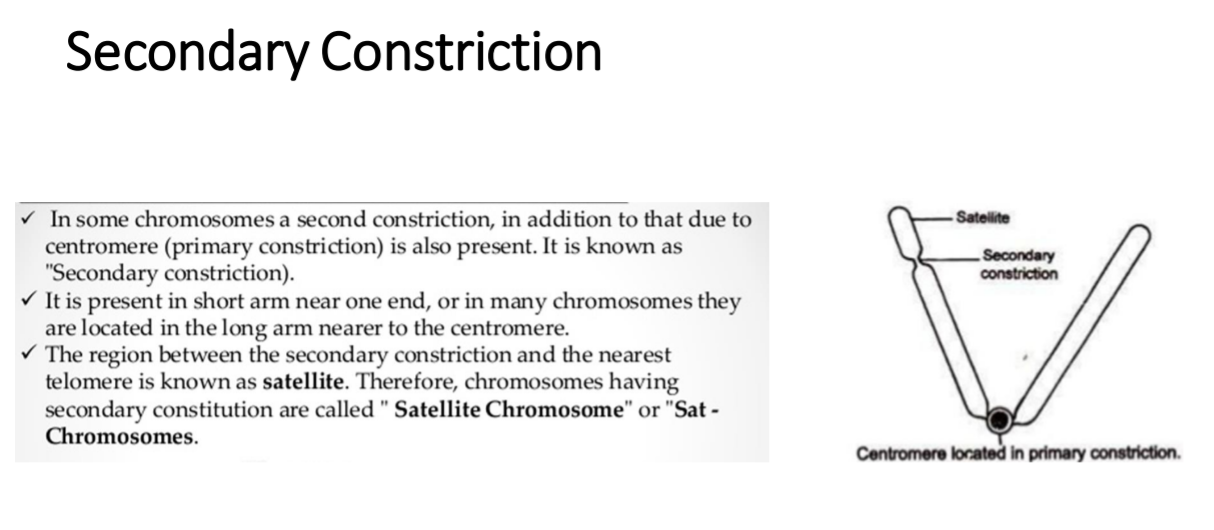 Secondary Constriction
✓ In some chromosomes a second constriction, in addition to that due to
centromere (primary constriction) is also present. It is known as
"Secondary constriction).
✓ It is present in short arm near one end, or in many chromosomes they
are located in the long arm nearer to the centromere.
✓ The region between the secondary constriction and the nearest
telomere is known as satellite. Therefore, chromosomes having
secondary constitution are called " Satellite Chromosome" or "Sat -
Chromosomes.
Satellite
Secondary
constriction
Centromere located in primary constriction.